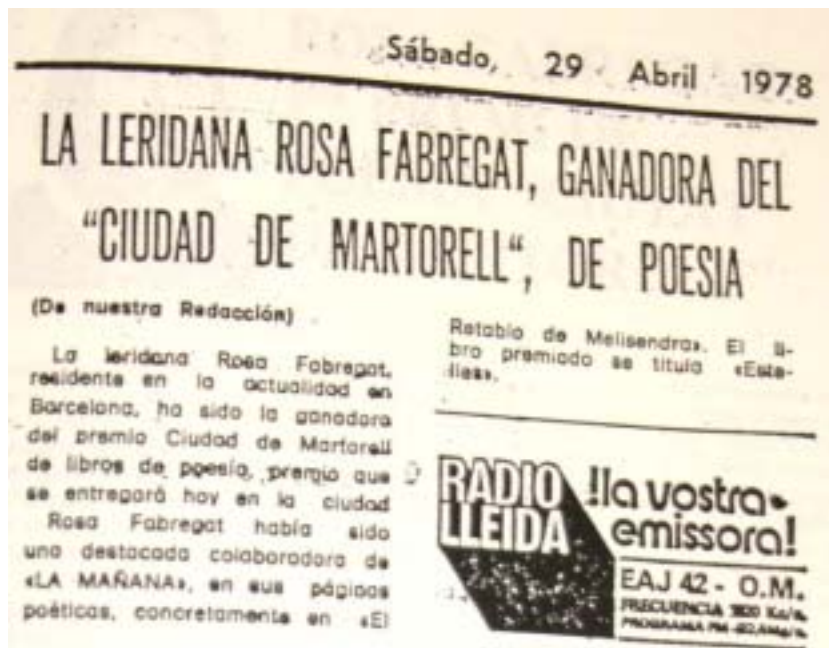 Sábado, 29 Abril 1978
LA LERIDANA ROSA FABREGAT, GANADORA DEL
"CIUDAD DE MARTORELL", DE POESIA
(De nuestra Redacción)
La leridana Rosa Fabregat,
residente en la actualidad en
Barcelona, ha sido la ganadora
del premio Ciudad de Martorell
de libros de poesía, premio que
se entregará hoy en la ciudad
Rosa Fabregat había sido
una destacada colaboradora de
«LA MAÑANA», en sus páginas
poéticas, concretamente en «El
Retablo de Melisendra». El li-
bro premiado se titula «Este-
lles».
RADIO
LLEIDA
!la vostra
emissora!
EAJ 42 - O.M.
FRECUENCIA
PROGRAMA FM